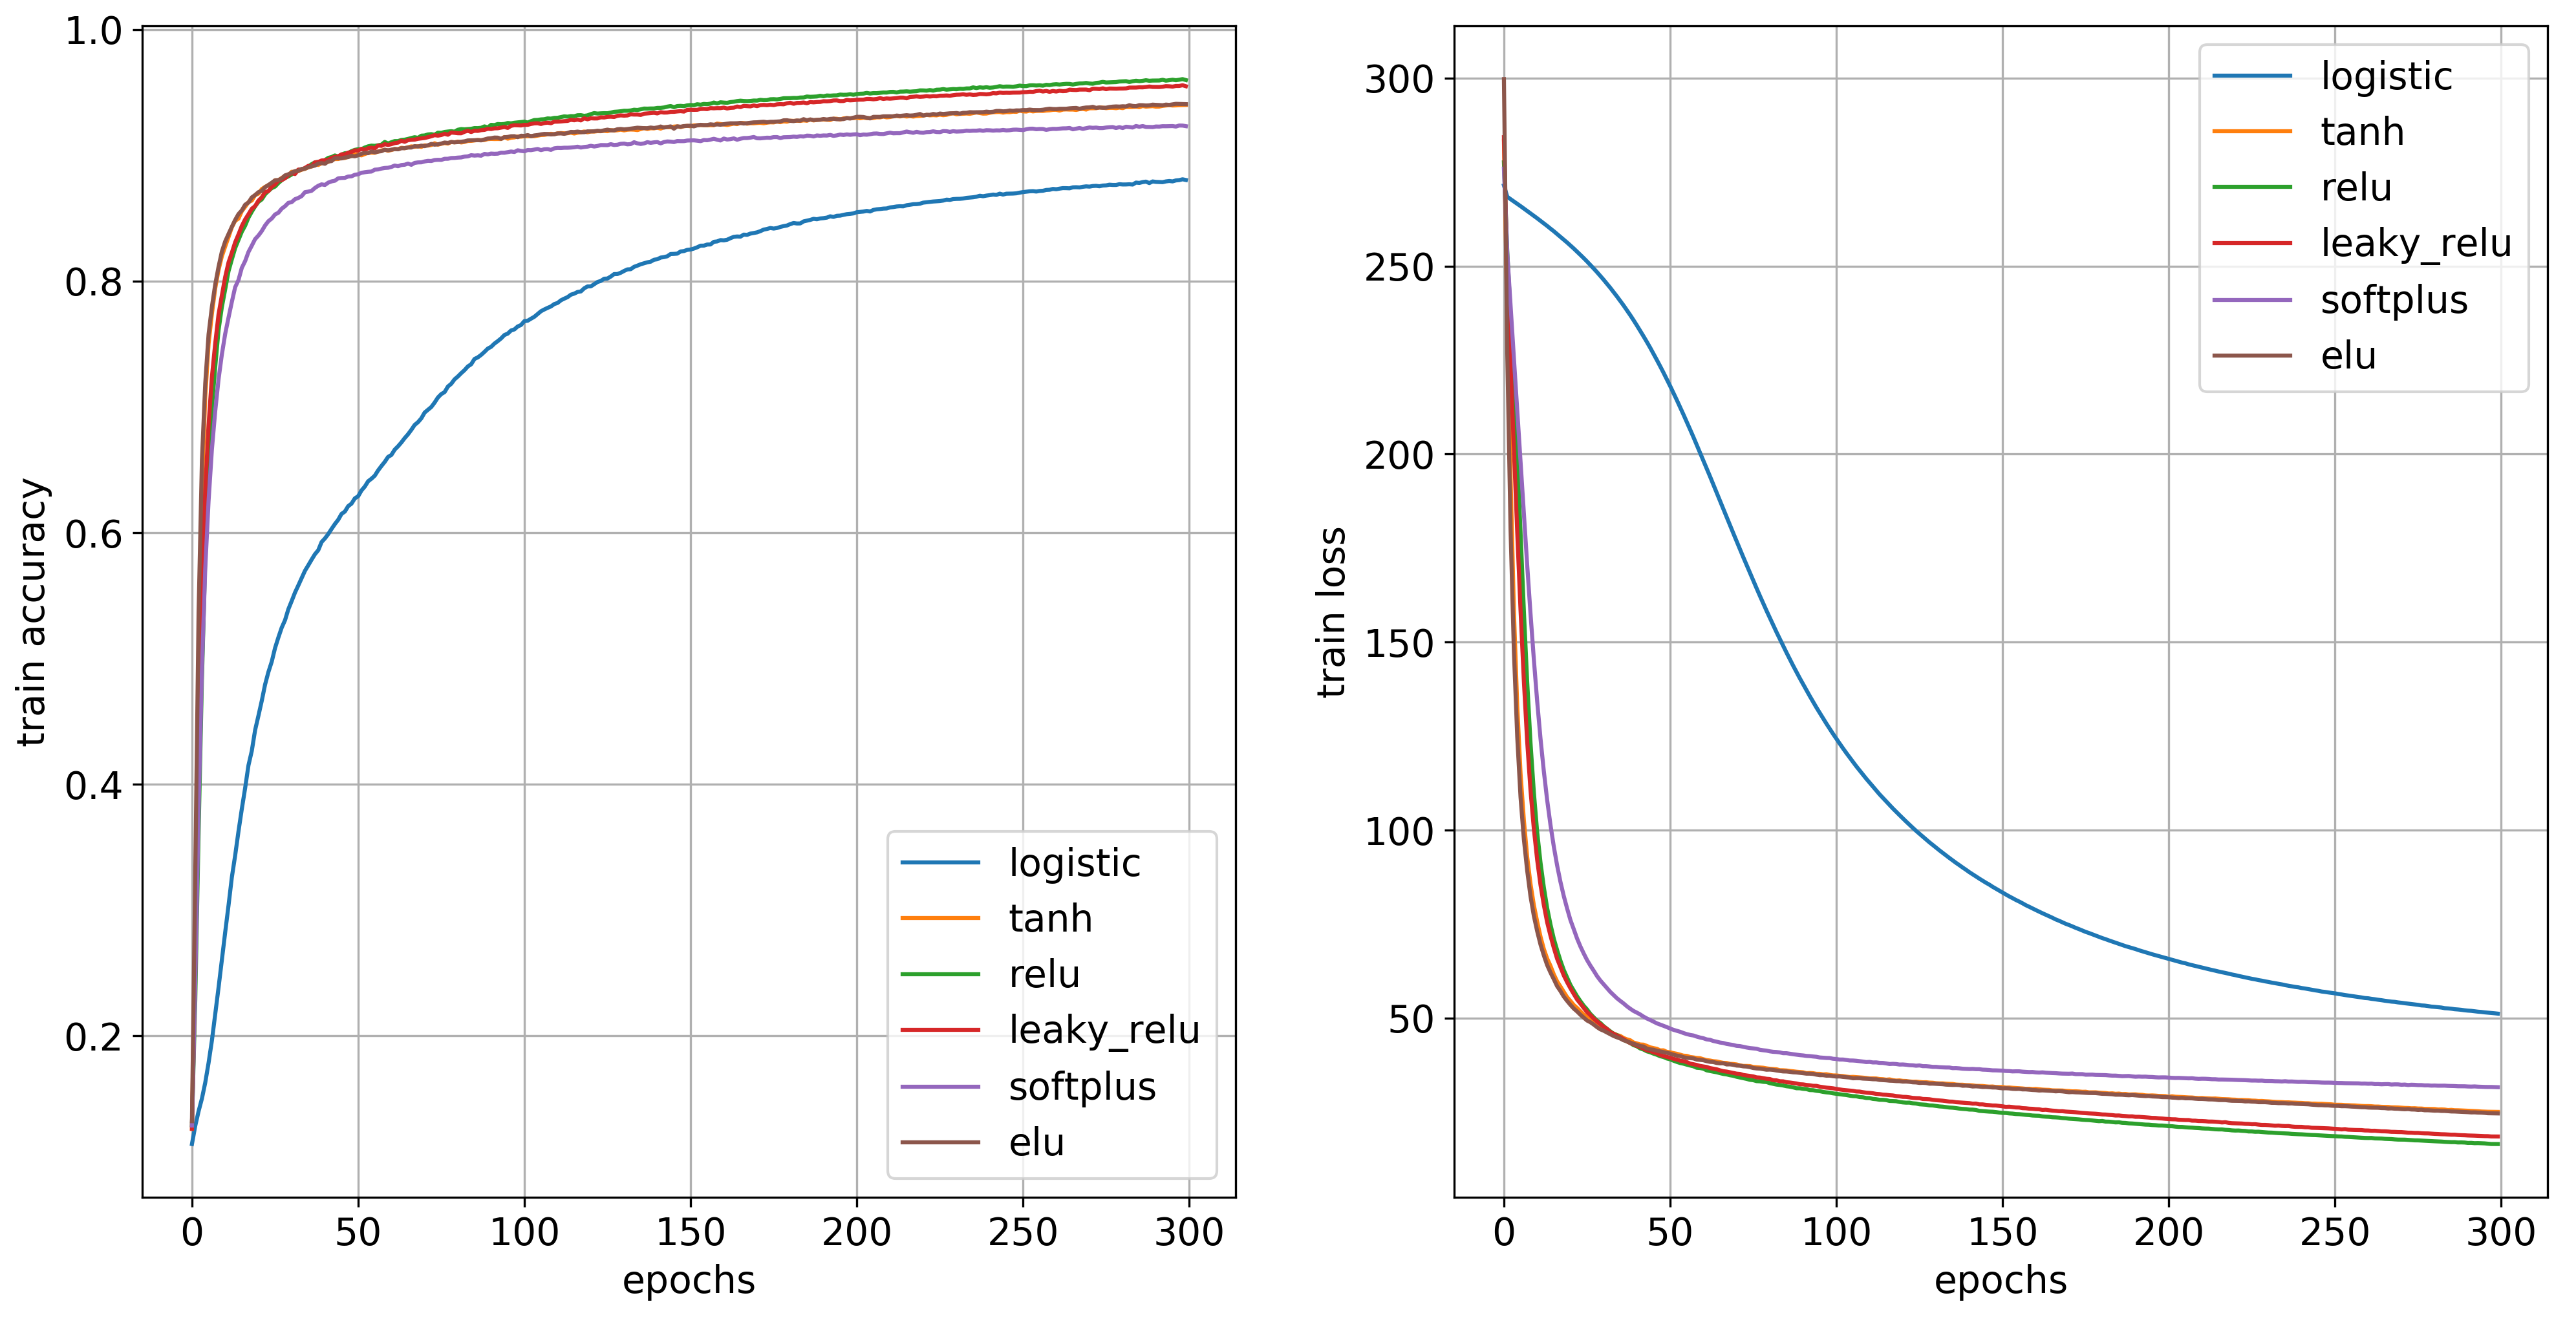 1.0
0.8
0.6
0.4
0.2
train accuracy
0 50 100 150 200 250 300
epochs
logistic
tanh
relu
leaky_relu
softplus
elu
300
250
200
150
100
50
train loss
0 50 100 150 200 250 300
epochs
logistic
tanh
relu
leaky_relu
softplus
elu